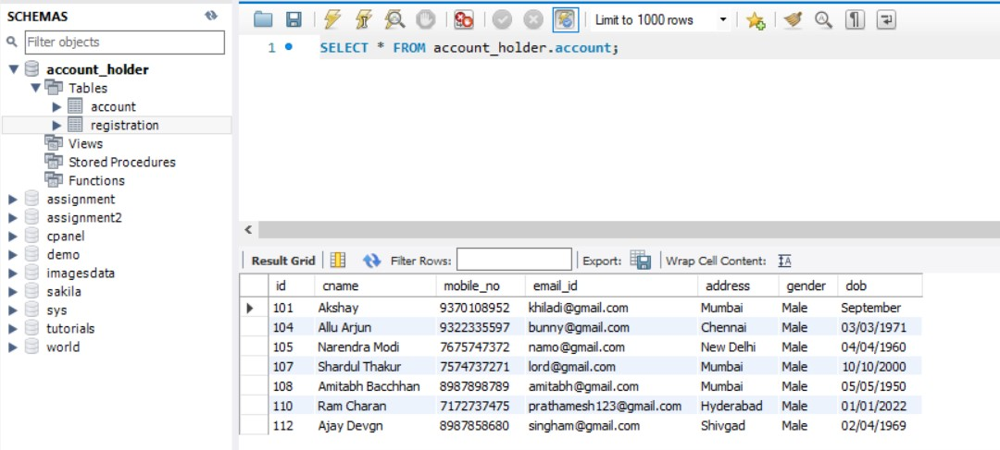 SCHEMAS
Filter objects
account_holder
Tables
account
registration
Views
Stored Procedures
Functions
assignment
assignment2
cpanel
demo
imagesdata
sakila
sys
tutorials
world
Limit to 1000 rows
1 SELECT * FROM account_holder.account;
Result Grid Filter Rows: Export: Wrap Cell Content: IA
id cname mobile_no email_id address gender dob
101 Akshay 9370108952 khiladi@gmail.com Mumbai Male September
104 Allu Arjun 9322335597 bunny@gmail.com Chennai Male 03/03/1971
105 Narendra Modi 7675747372 namo@gmail.com New Delhi Male 04/04/1960
107 Shardul Thakur 7574737271 lord@gmail.com Mumbai Male 10/10/2000
108 Amitabh Bacchhan 8987898789 amitabh@gmail.com Mumbai Male 05/05/1950
110 Ram Charan 7172737475 prathamesh123@gmail.com Hyderabad Male 01/01/2022
112 Ajay Devgn 8987858680 singham@gmail.com Shivgad Male 02/04/1969